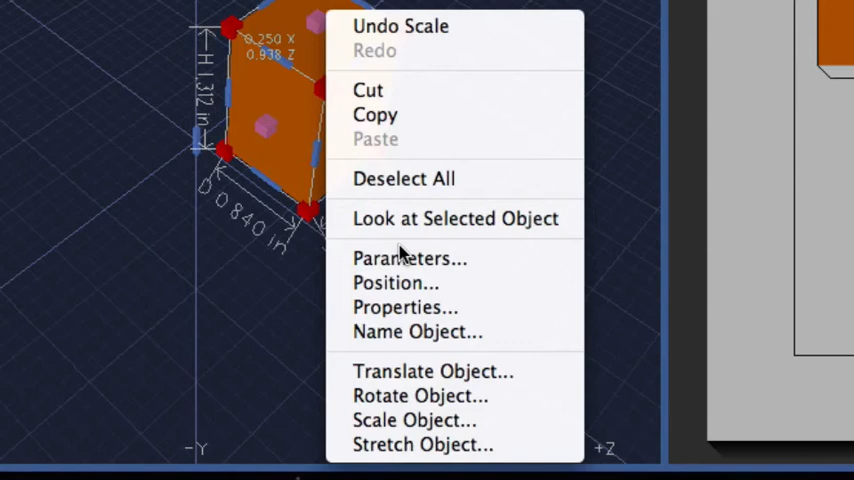 Undo Scale
0.250 X
0.938 Z
Redo
H 1.312 in
Cut
Copy
Paste
Deselect All
D 0.840 in
Look at Selected Object
Parameters...
Position...
Properties...
Name Object...
Translate Object...
Rotate Object...
Scale Object...
Stretch Object...
-Y
+Z